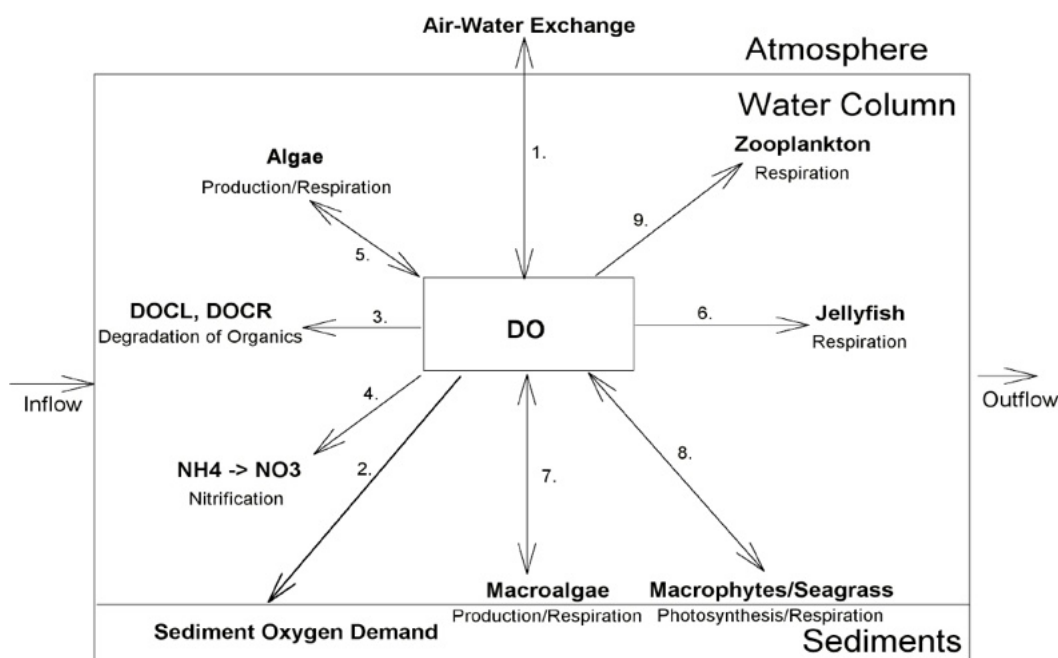 Air-Water Exchange
Atmosphere
Water Column
1.
Algae
Production/Respiration
Zooplankton
Respiration
9.
5.
DOCL, DOCR
Degradation of Organics
3.
DO
6.
Jellyfish
Respiration
Inflow
Outflow
4.
NH4 -> NO3
Nitrification
2.
7.
8.
Macroalgae
Production/Respiration
Macrophytes/Seagrass
Photosynthesis/Respiration
Sediment Oxygen Demand
Sediments